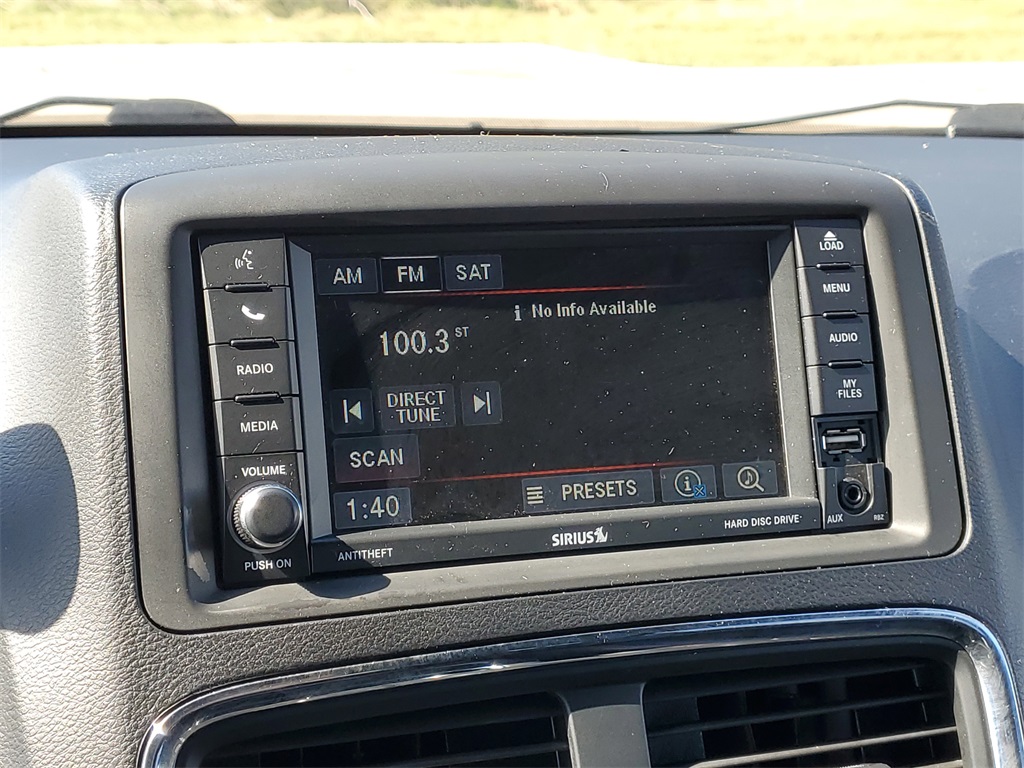 AM FM SAT
LOAD
MENU
RADIO
AUDIO
MEDIA
MY
FILES
VOLUME
PUSH ON
i No Info Available
100.3 ST
DIRECT
TUNE
SCAN
1:40
PRESETS
i
ANTITHEFT
SIRIUS
HARD DISC DRIVE
AUX
RBZ